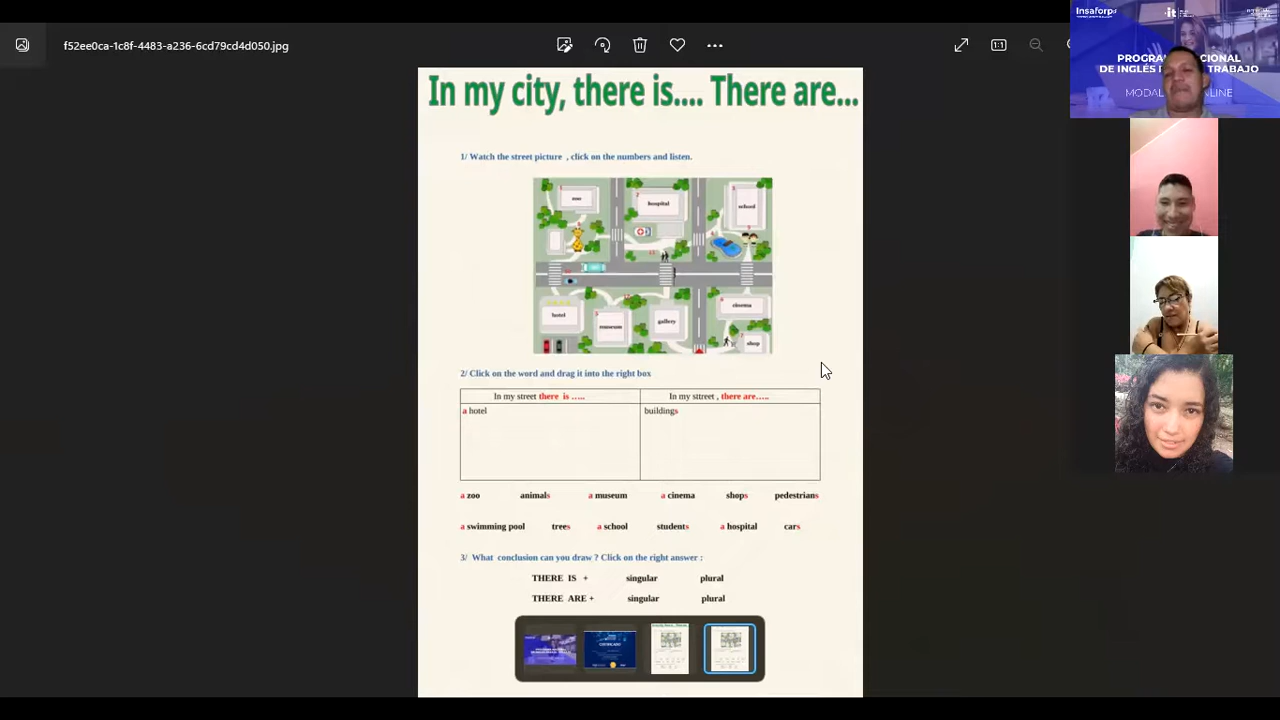 f52ee0ca-1c8f-4483-a236-6cd79cd4d050.jpg
Insaforp
In my city, there is.... There are...
1/ Watch the street picture , click on the numbers and listen.
zoo
hospital
school
hotel
museum
gallery
cinema
shop
2/ Click on the word and drag it into the right box
In my street there is …..
In my sttreet , there are…..
a hotel
buildings
a zoo animals a museum a cinema shops pedestrians
a swimming pool trees a school students a hospital cars
3/ What conclusion can you draw ? Click on the right answer :
THERE IS + singular plural
THERE ARE + singular plural